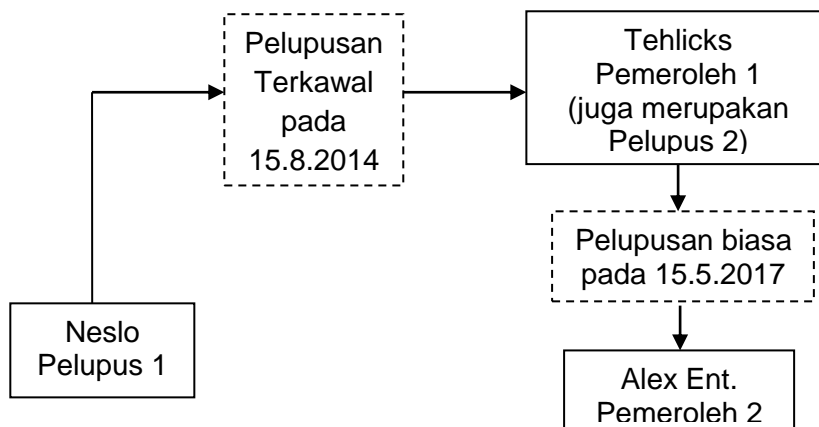 Pelupusan
Terkawal
pada
15.8.2014
Tehlicks
Pemeroleh 1
(juga merupakan
Pelupus 2)
Pelupusan biasa
pada 15.5.2017
Neslo
Pelupus 1
Alex Ent.
Pemeroleh 2